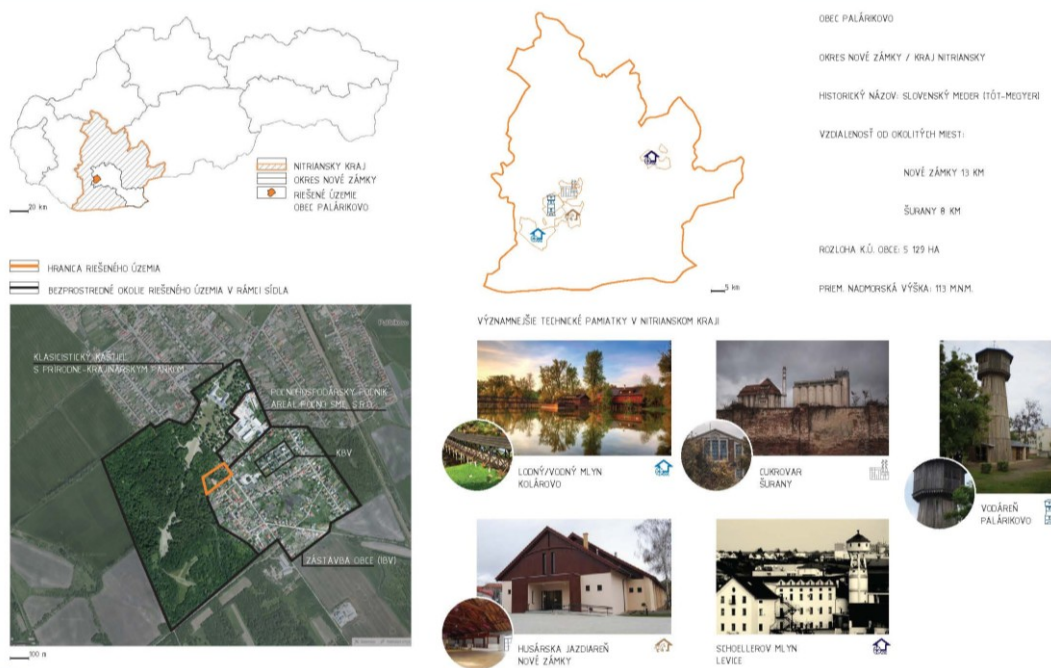 NITRIANSKY KRAJ
OKRES NOVÉ ZÁMKY
RIEŠENÉ ÚZEMIE
OBEC PALÁRIKOVO
20 km
5 km
OBEC PALÁRIKOVO
OKRES NOVÉ ZÁMKY / KRAJ NITRIANSKY
HISTORICKÝ NÁZOV: SLOVENSKÝ MEDER (TÓT-MEGYER)
VZDIALENOSŤ OD OKOLITÝCH MIEST:
NOVÉ ZÁMKY 13 KM
ŠURANY 8 KM
ROZLOHA K.Ú. OBCE: 5 129 HA
PRIEM. NADMORSKÁ VÝŠKA: 113 M.N.M.
HRANICA RIEŠENÉHO ÚZEMIA
BEZPROSTREDNÉ OKOLIE RIEŠENÉHO ÚZEMIA V RÁMCI SÍDLA
KLASICISTICKÝ KAŠTIEĽ
S PRÍRODNE-KRAJINÁRSKYM PARKOM
POĽNOHOSPODÁRSKY PODNIK
KBV
ZÁSTAVBA OBCE (IBV)
100 m
VÝZNAMNEJŠIE TECHNICKÉ PAMIATKY V NITRIANSKOM KRAJI
LODNÝ/VODNÝ MLYN
KOLÁROVO
CUKROVAR
ŠURANY
VODÁREŇ
PALÁRIKOVO
HUSÁRSKA JAZDIAREŇ
NOVÉ ZÁMKY
SCHOELLEROV MLYN
LEVICE